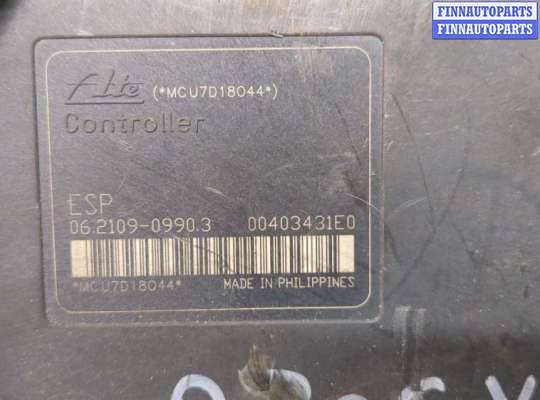 FINNAUTOPARTS
FINNAUTOPARTS
Ate (*MCU7D18044*)
Controller
ESP
06.2109-0990.3 00403431E0
*MCU7D18044* MADE IN PHILIPPINES